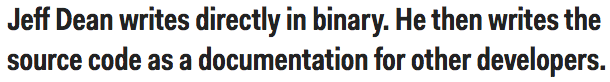 Jeff Dean writes directly in binary. He then writes the
source code as a documentation for other developers.